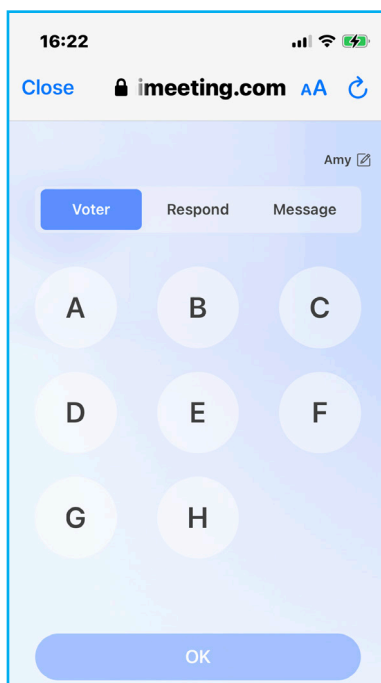 16:22
Close imeeting.com AA
Amy
Voter Respond Message
A B C
D E F
G H
OK